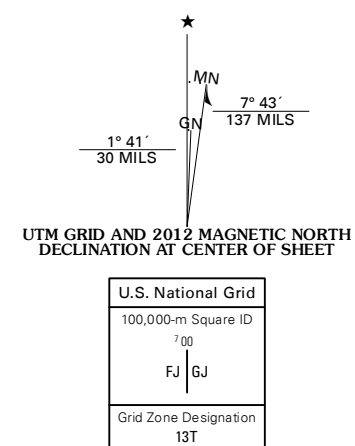 ★
MN
7° 43´
137 MILS
GN
1° 41´
30 MILS
UTM GRID AND 2012 MAGNETIC NORTH
DECLINATION AT CENTER OF SHEET
U.S. National Grid
100,000-m Square ID
7 00
FJ GJ
Grid Zone Designation
13T